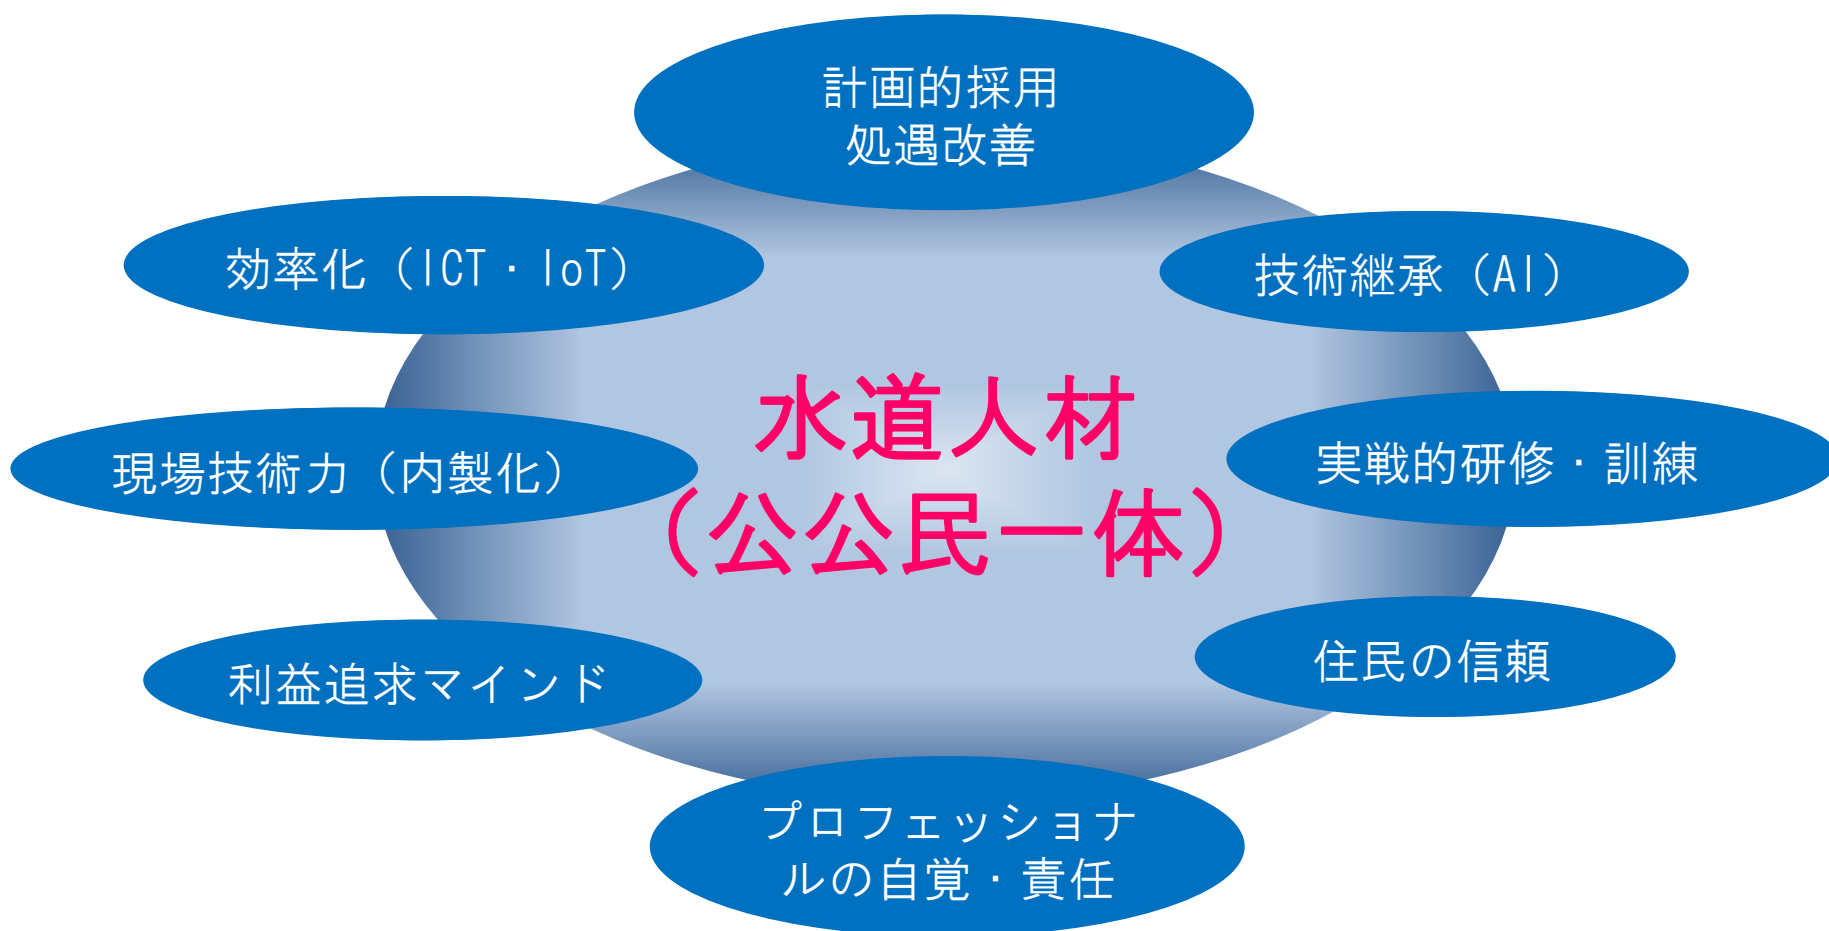 計画的採用
処遇改善
効率化（ICT・IoT）
技術継承（AI）
水道人材
（公公民一体）
現場技術力（内製化）
実戦的研修・訓練
利益追求マインド
住民の信頼
プロフェッショナ
ルの自覚・責任